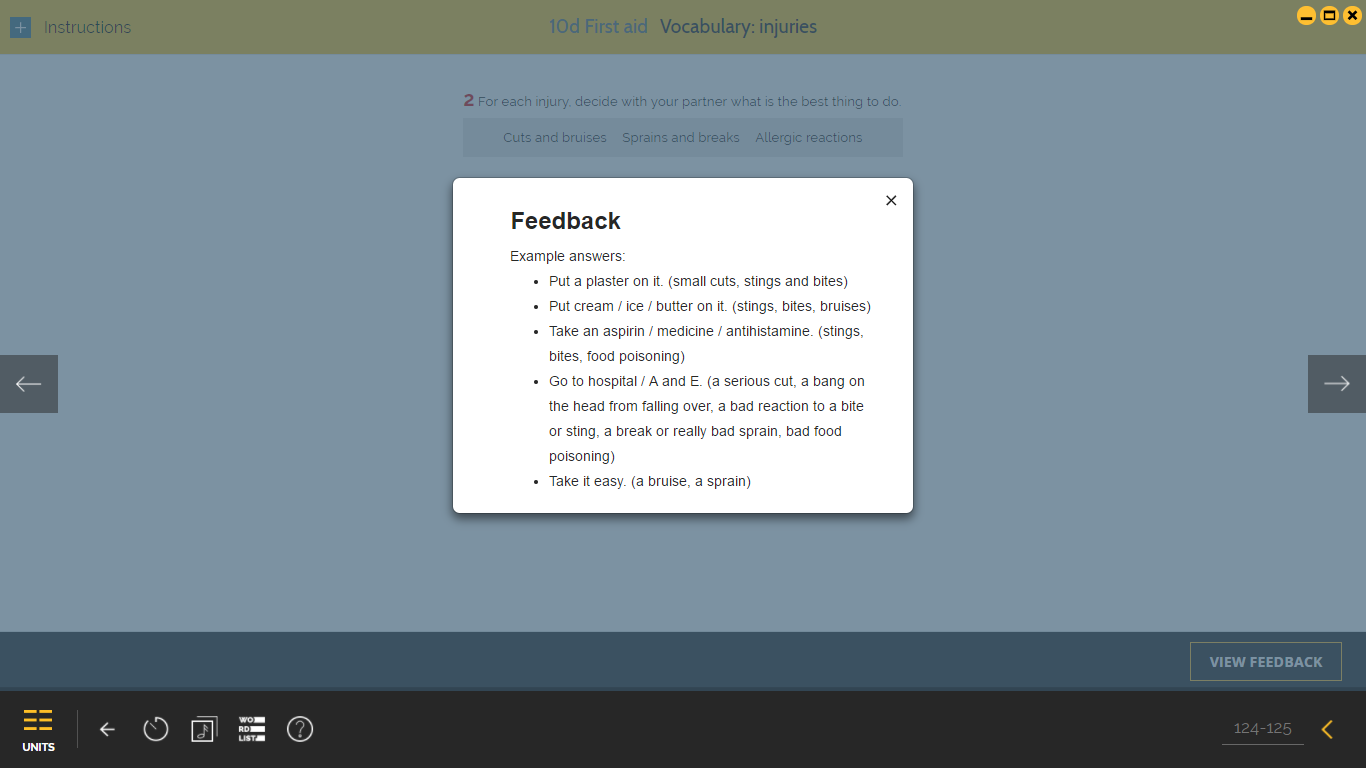 Instructions
10d First aid Vocabulary: injuries
2 For each injury, decide with your partner what is the best thing to do.
Cuts and bruises Sprains and breaks Allergic reactions
Feedback
Example answers:
• Put a plaster on it. (small cuts, stings and bites)
• Put cream / ice / butter on it. (stings, bites, bruises)
• Take an aspirin / medicine / antihistamine. (stings,
bites, food poisoning)
• Go to hospital / A and E. (a serious cut, a bang on
the head from falling over, a bad reaction to a bite
or sting, a break or really bad sprain, bad food
poisoning)
• Take it easy. (a bruise, a sprain)
VIEW FEEDBACK
UNITS
WO
RD
LIST
124-125